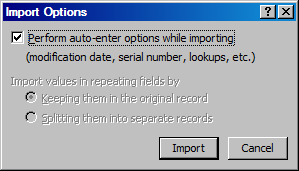 Import Options
Perform auto-enter options while importing
(modification date, serial number, lookups, etc.)
Import values in repeating fields by
Keeping them in the original record
Splitting them into separate records
Import
Cancel